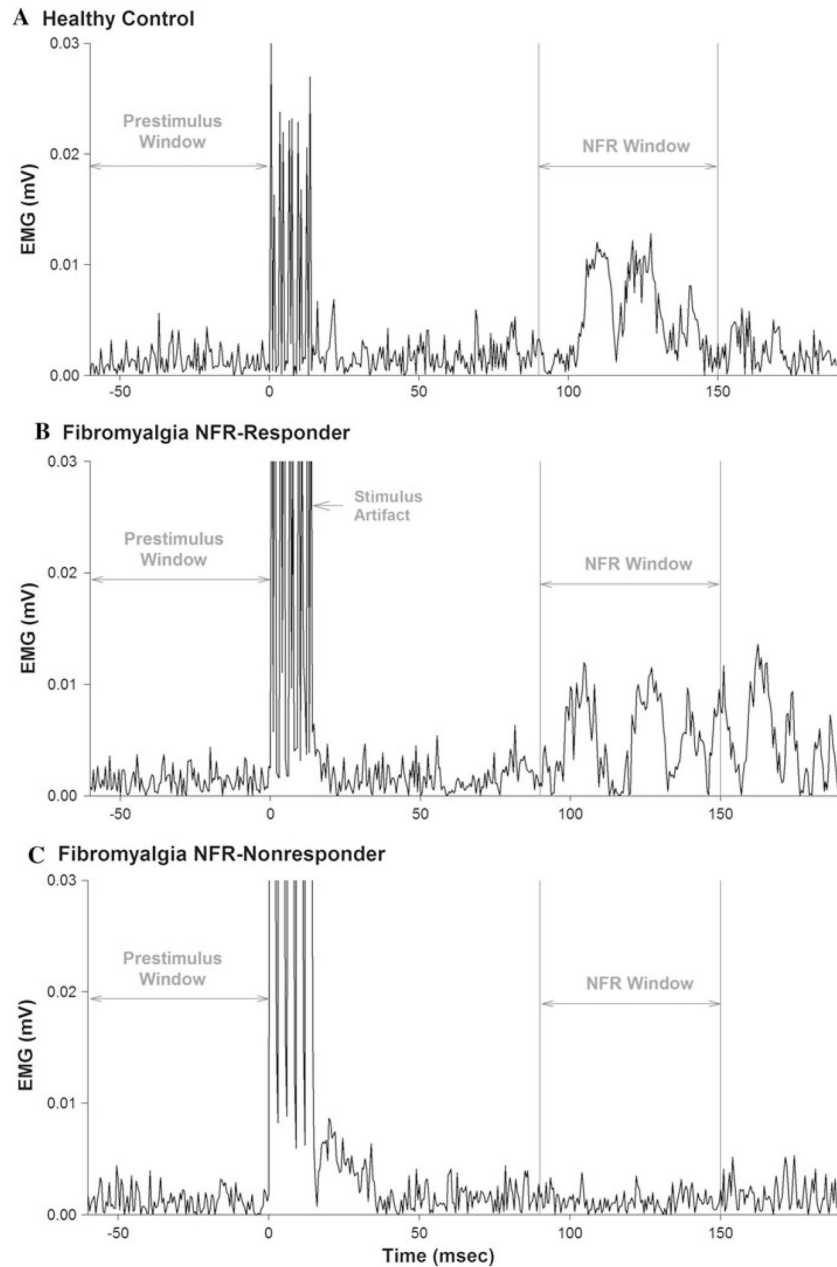 A Healthy Control
0.03
Prestimulus
Window
NFR Window
0.02
EMG (mV)
0.01
0.00
-50 0 50 100 150
B Fibromyalgia NFR-Responder
0.03
Stimulus
Artifact
Prestimulus
Window
NFR Window
0.02
EMG (mV)
0.01
0.00
-50 0 50 100 150
C Fibromyalgia NFR-Nonresponder
0.03
Prestimulus
Window
NFR Window
0.02
EMG (mV)
0.01
0.00
-50 0 50 100 150
Time (msec)